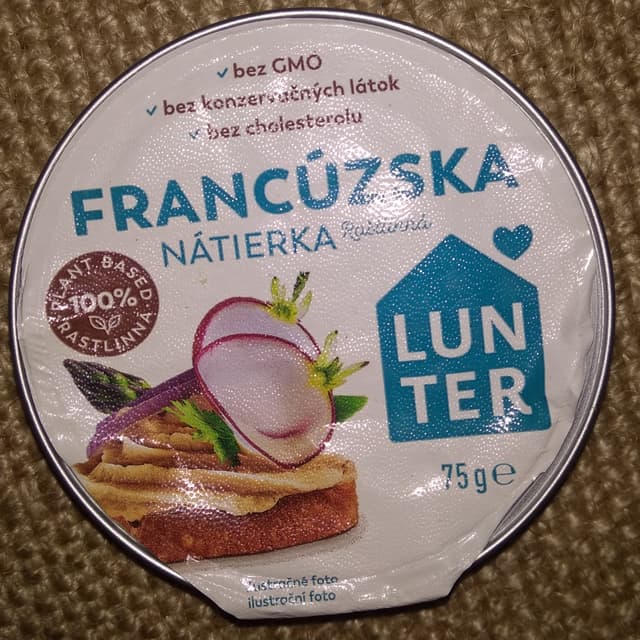 ✓ bez GMO
✓ bez konzervačných látok
✓ bez cholesterolu
FRANCÚZSKA
NÁTIERKA Rastlinná
PLANT BASED
100%
RASTLINNÁ
LUN
TER
75 g ℮
ilustračné foto
ilustrační foto